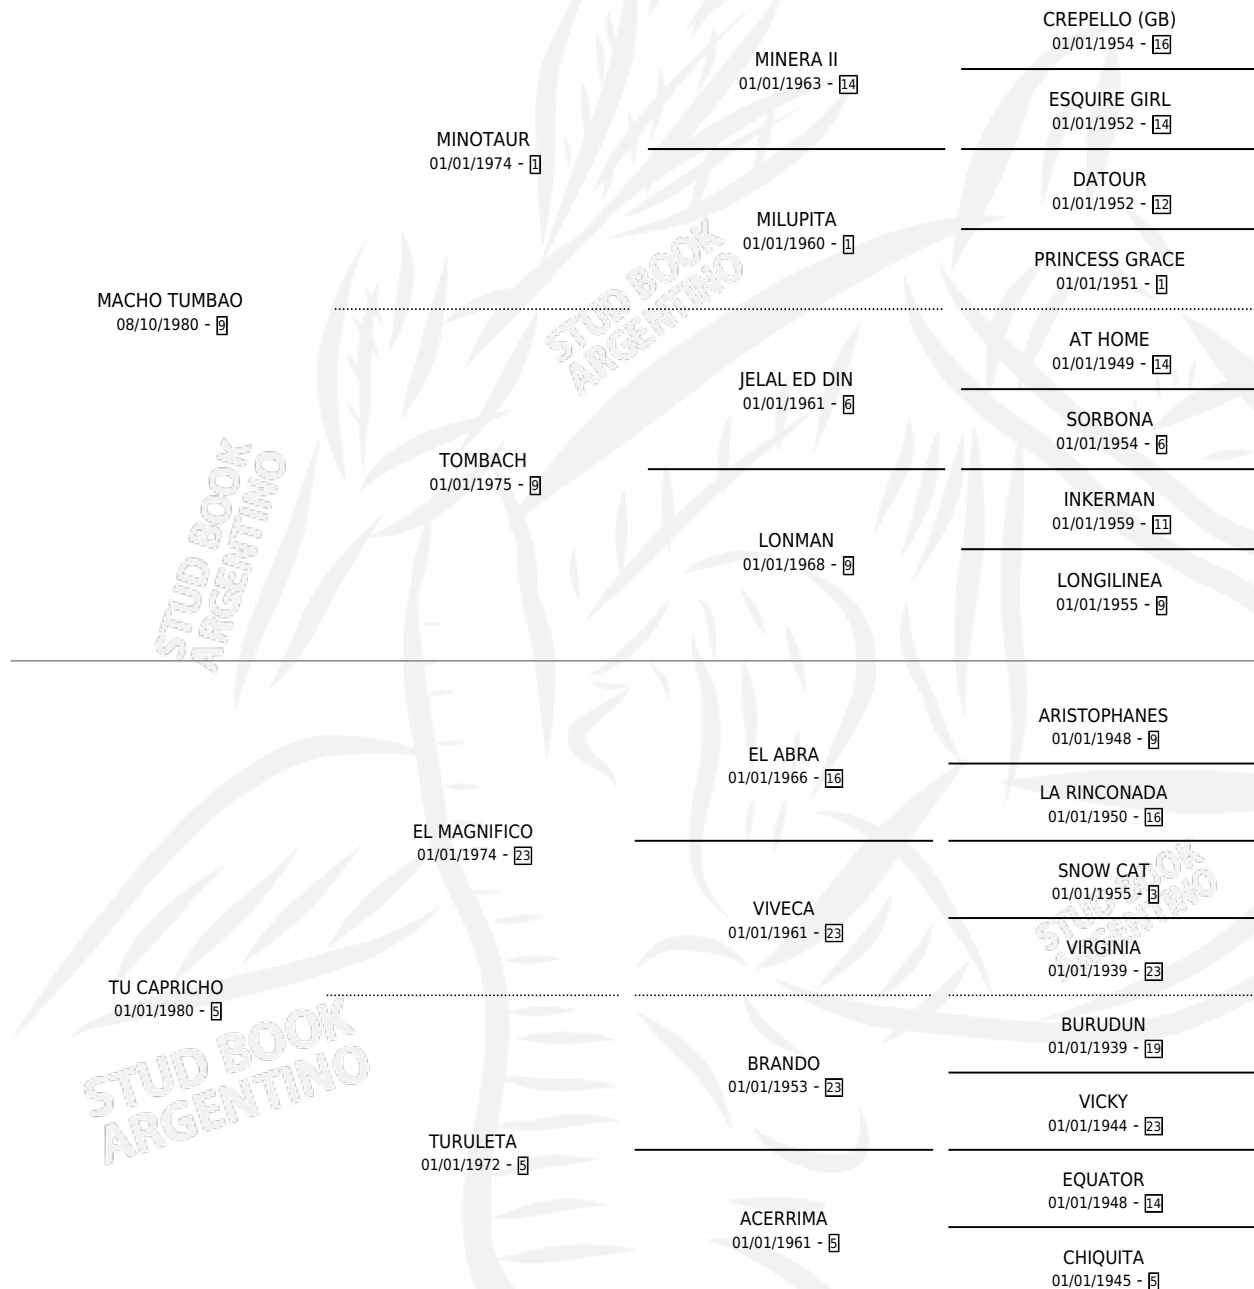 CREPELLO (GB)
01/01/1954 - 16
MINERA II
01/01/1963 - 14
ESQUIRE GIRL
01/01/1952 - 14
MINOTAUR
01/01/1974 - 1
DATOUR
01/01/1952 - 12
MILUPITA
01/01/1960 - 1
PRINCESS GRACE
01/01/1951 - 1
MACHO TUMBAO
08/10/1980 - 9
AT HOME
01/01/1949 - 14
JELAL ED DIN
01/01/1961 - 6
SORBONA
01/01/1954 - 6
TOMBACH
01/01/1975 - 9
INKERMAN
01/01/1959 - 11
LONMAN
01/01/1968 - 9
LONGILINEA
01/01/1955 - 9
ARISTOPHANES
01/01/1948 - 9
EL ABRA
01/01/1966 - 16
LA RINCONADA
01/01/1950 - 16
EL MAGNIFICO
01/01/1974 - 23
SNOW CAT
01/01/1955 - 3
VIVECA
01/01/1961 - 23
VIRGINIA
01/01/1939 - 23
TU CAPRICHO
01/01/1980 - 5
BURUDUN
01/01/1939 - 19
BRANDO
01/01/1953 - 23
VICKY
01/01/1944 - 23
TURULETA
01/01/1972 - 5
EQUATOR
01/01/1948 - 14
ACERRIMA
01/01/1961 - 5
CHIQUITA
01/01/1945 - 5
STUD BOOK
ARGENTINO
STUD BOOK
ARGENTINO
STUD BOOK
ARGENTINO
STUD BOOK
ARGENTINO